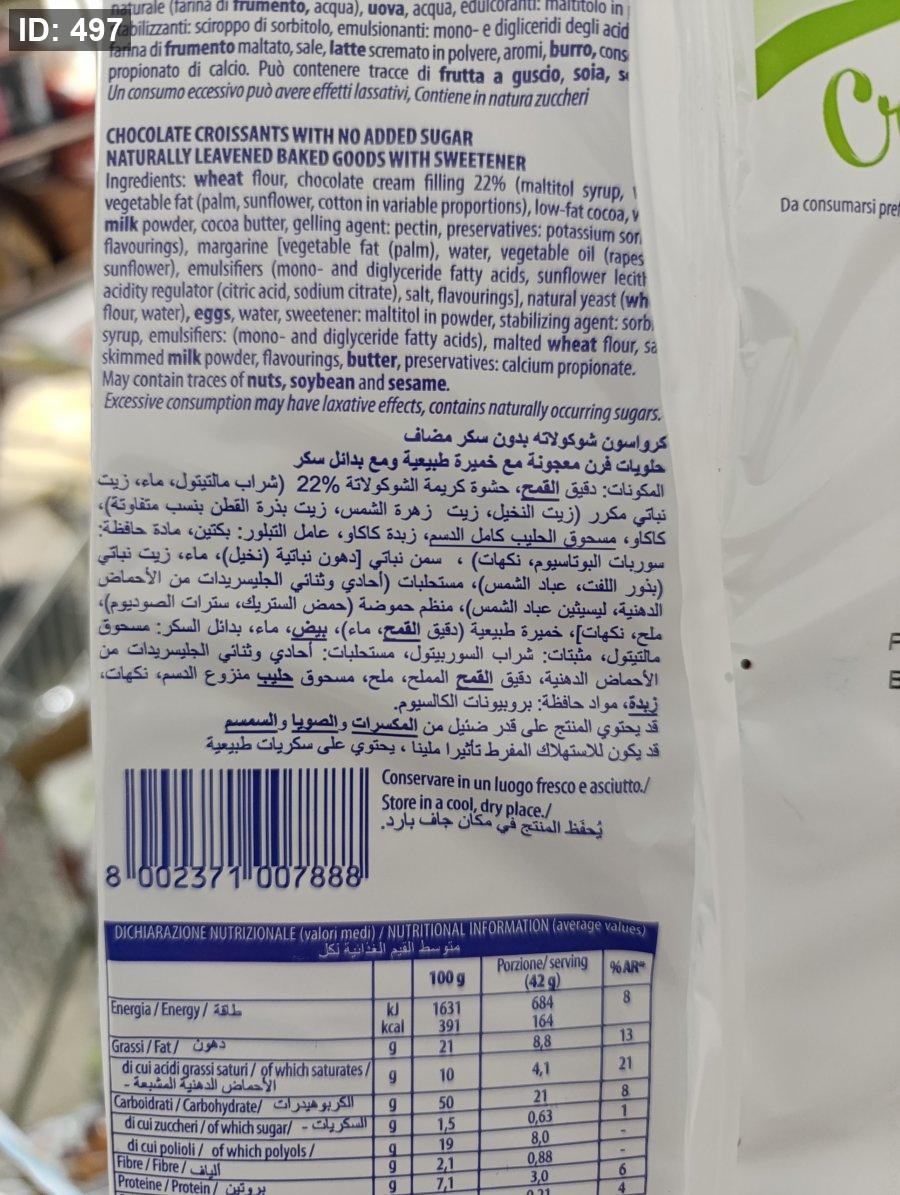 ID: 497
naturale (farina di frumento, acqua), uova, acqua, edulcoranti: maltitolo in
stabilizzanti: sciroppo di sorbitolo, emulsionanti: mono- e digliceridi degli acid
farina di frumento maltato, sale, latte scremato in polvere, aromi, burro, cons
propionato di calcio. Può contenere tracce di frutta a guscio, soia, s
Un consumo eccessivo può avere effetti lassativi, Contiene in natura zuccheri
CHOCOLATE CROISSANTS WITH NO ADDED SUGAR
NATURALLY LEAVENED BAKED GOODS WITH SWEETENER
Ingredients: wheat flour, chocolate cream filling 22% (maltitol syrup,
vegetable fat (palm, sunflower, cotton in variable proportions), low-fat cocoa,
milk powder, cocoa butter, gelling agent: pectin, preservatives: potassium sor
flavourings), margarine [vegetable fat (palm), water, vegetable oil (rapes
sunflower), emulsifiers (mono- and diglyceride fatty acids, sunflower lecith
acidity regulator (citric acid, sodium citrate), salt, flavourings], natural yeast (wh
flour, water), eggs, water, sweetener: maltitol in powder, stabilizing agent: sorb
syrup, emulsifiers: (mono- and diglyceride fatty acids), malted wheat flour, sa
skimmed milk powder, flavourings, butter, preservatives: calcium propionate.
May contain traces of nuts, soybean and sesame.
Excessive consumption may have laxative effects, contains naturally occurring sugars.
كرواسون شوكولاته بدون سكر مضاف
حلويات فرن معجونة مع خميرة طبيعية ومع بدائل سكر
المكونات: دقيق القمح، حشوة كريمة الشوكولاتة 22% (شراب مالتيتول، ماء، زيت
نباتي مكرر (زيت النخيل، زيت زهرة الشمس، زيت بذرة القطن بنسب متفاوتة)،
كاكاو، مسحوق الحليب كامل الدسم، زبدة كاكاو، عامل التبلور: بكتين، مادة حافظة:
سوربات البوتاسيوم، نكهات) ، سمن نباتي [دهون نباتية (نخيل)، ماء، زيت نباتي
(بذور اللفت، عباد الشمس)، مستحلبات (أحادي وثنائي الجليسريدات من الأحماض
الدهنية، ليسيثين عباد الشمس)، منظم حموضة (حمض الستريك، سترات الصوديوم)،
ملح، نكهات]، خميرة طبيعية (دقيق القمح، ماء)، بيض، ماء، بدائل السكر: مسحوق
مالتيتول، مثبتات: شراب السوربيتول، مستحلبات: أحادي وثنائي الجليسريدات من
الأحماض الدهنية، دقيق القمح المملح، ملح، مسحوق حليب منزوع الدسم، نكهات،
زبدة، مواد حافظة: بروبيونات الكالسيوم.
قد يحتوي المنتج على قدر ضئيل من المكسرات والصويا والسمسم
قد يكون للاستهلاك المفرط تأثيرا ملينا ، يحتوي على سكريات طبيعية
Conservare in un luogo fresco e asciutto./
Store in a cool, dry place./
يُحفَظ المنتج في مكان جاف بارد.
8 002371 007888
DICHIARAZIONE NUTRIZIONALE (valori medi) / NUTRITIONAL INFORMATION (average values)
متوسط القيم الغذائية لكل
100 g Porzione/serving (42 g) %AR**
Energia / Energy / طاقة kJ 1631 684 8
kcal 391 164
Grassi / Fat / دهون g 21 8,8 13
di cui acidi grassi saturi / of which saturates / g 10 4,1 21
- الأحماض الدهنية المشبعة
Carboidrati / Carbohydrate/ الكربوهيدرات g 50 21 8
di cui zuccheri / of which sugar/ - السكريات g 1,5 0,63 1
di cui polioli / of which polyols / g 19 8,0 -
Fibre / Fibre / الياف g 2,1 0,88 -
Proteine / Protein / بروتين g 7,1 3,0 6
0,21 4
Cr
Da consumarsi pref